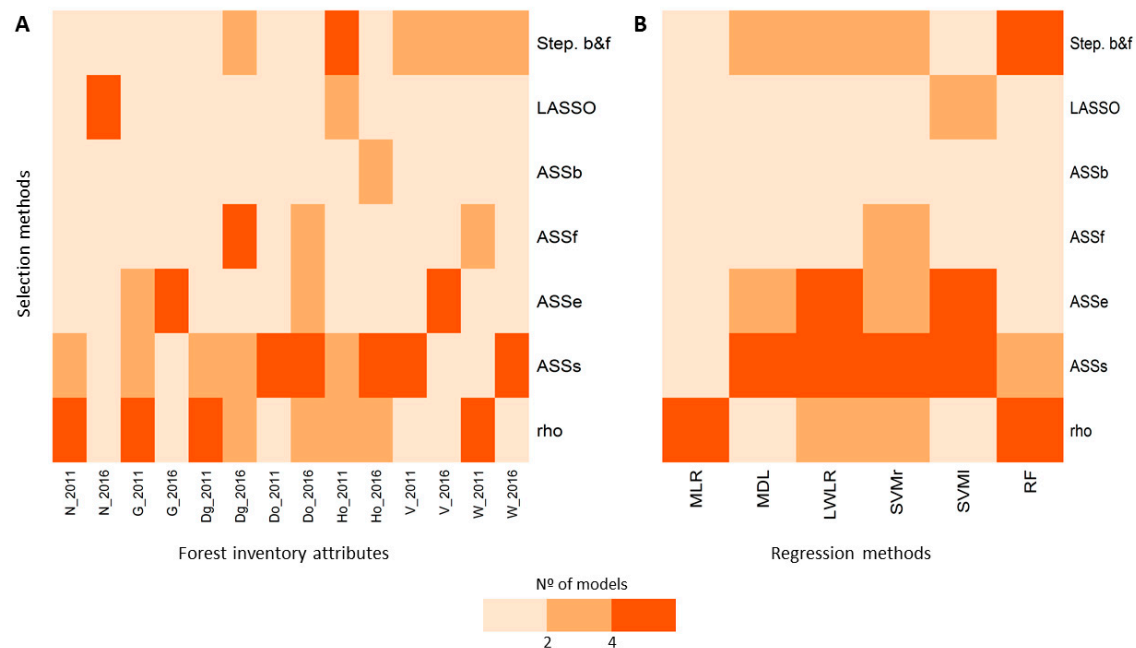 A
Step. b&f
LASSO
ASSb
ASSf
ASSe
ASSs
rho
Selection methods
N_2011
N_2016
G_2011
G_2016
Dg_2011
Dg_2016
Do_2011
Do_2016
Ho_2011
Ho_2016
V_2011
V_2016
W_2011
W_2016
Forest inventory attributes
B
Step. b&f
LASSO
ASSb
ASSf
ASSe
ASSs
rho
MLR
MDL
LWLR
SVMr
SVMl
RF
Regression methods
Nº of models
2 4